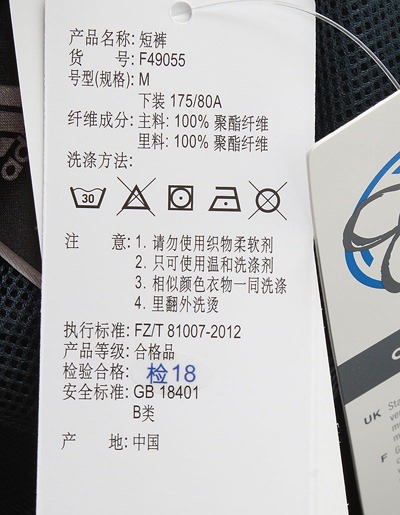 产品名称: 短裤
货 号: F49055
号型(规格): M
下装 175/80A
纤维成分: 主料: 100% 聚酯纤维
里料: 100% 聚酯纤维
洗涤方法:
30
注 意: 1. 请勿使用织物柔软剂
2. 只可使用温和洗涤剂
3. 相似颜色衣物一同洗涤
4. 里翻外洗烫
执行标准: FZ/T 81007-2012
产品等级: 合格品
检验合格: 检18
安全标准: GB 18401
B类
产 地: 中国
UK
F